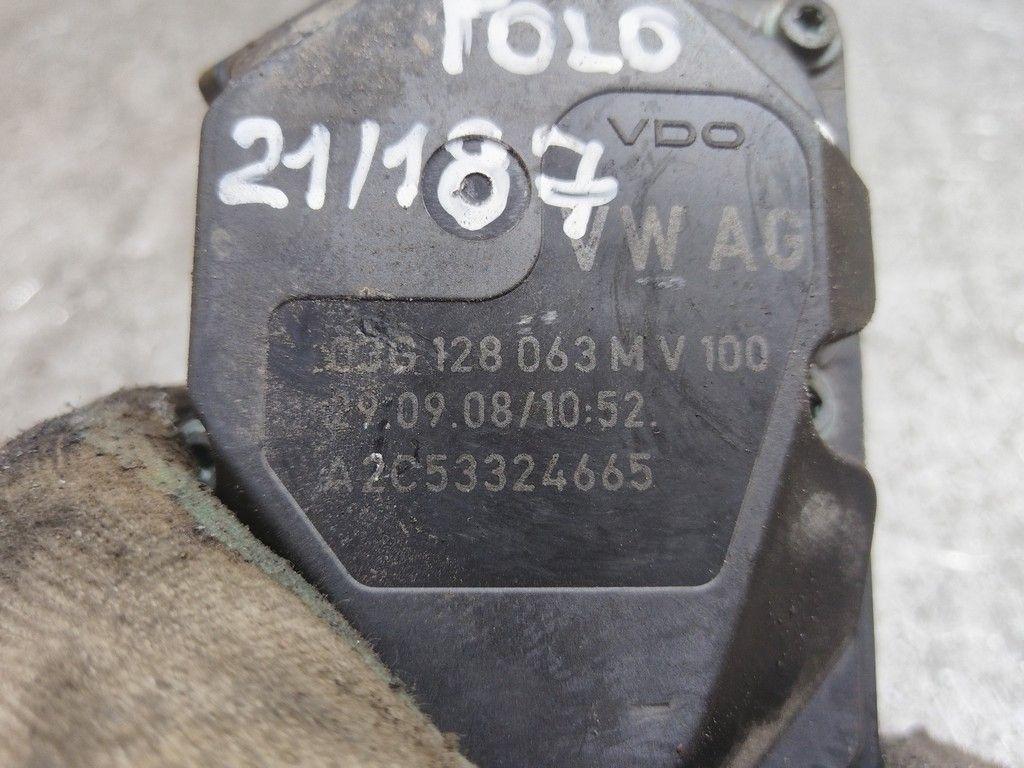 POLO
21/187
VDO
VW AG
03G 128 063 M V 100
29.09.08/10:52.
A2C53324665